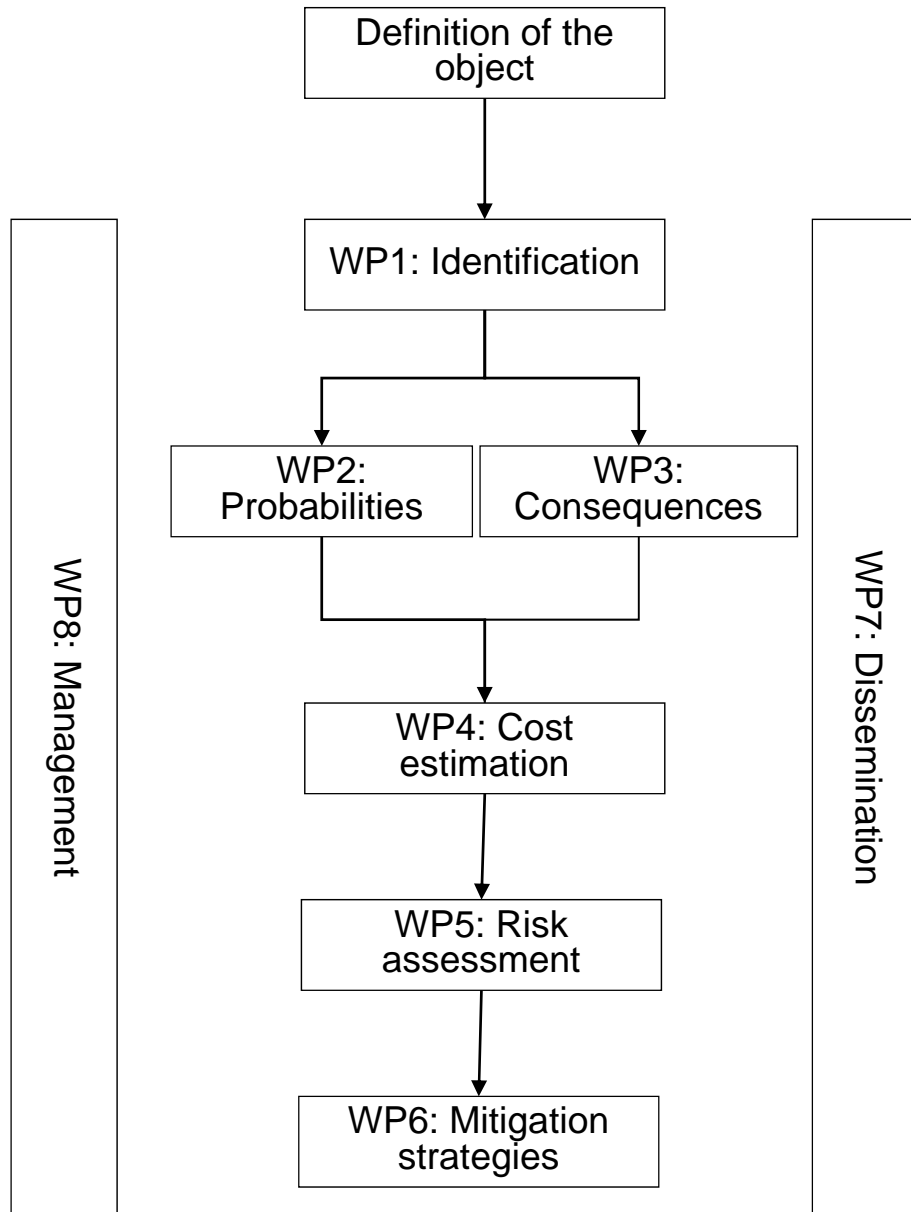 Definition of the
object
WP1: Identification
WP2:
Probabilities
WP3:
Consequences
WP4: Cost
estimation
WP5: Risk
assessment
WP6: Mitigation
strategies
WP8: Management
WP7: Dissemination